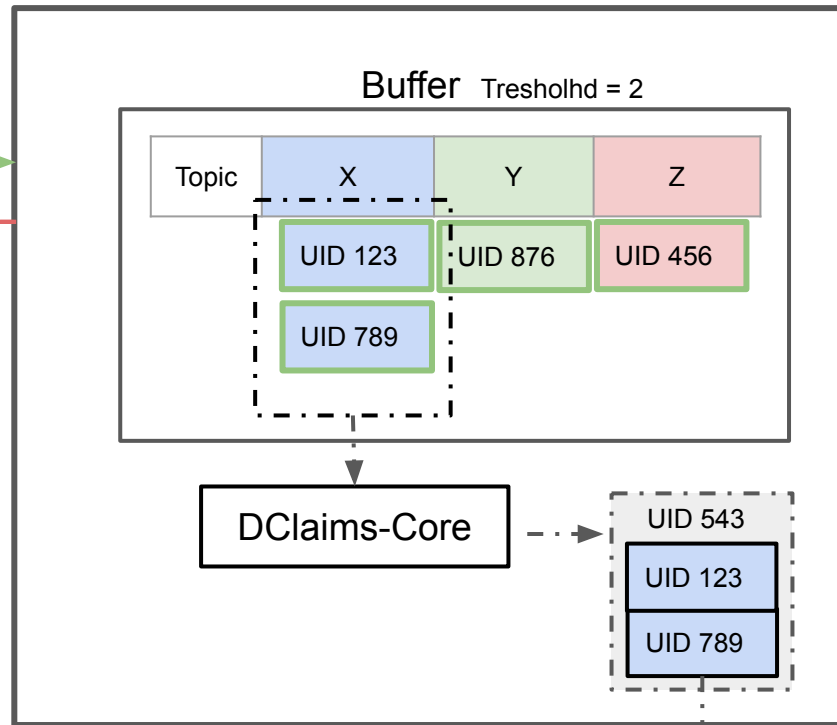 Buffer Tresholhd = 2
Topic X Y Z
UID 123 UID 876 UID 456
UID 789
DClaims-Core
UID 543
UID 123
UID 789